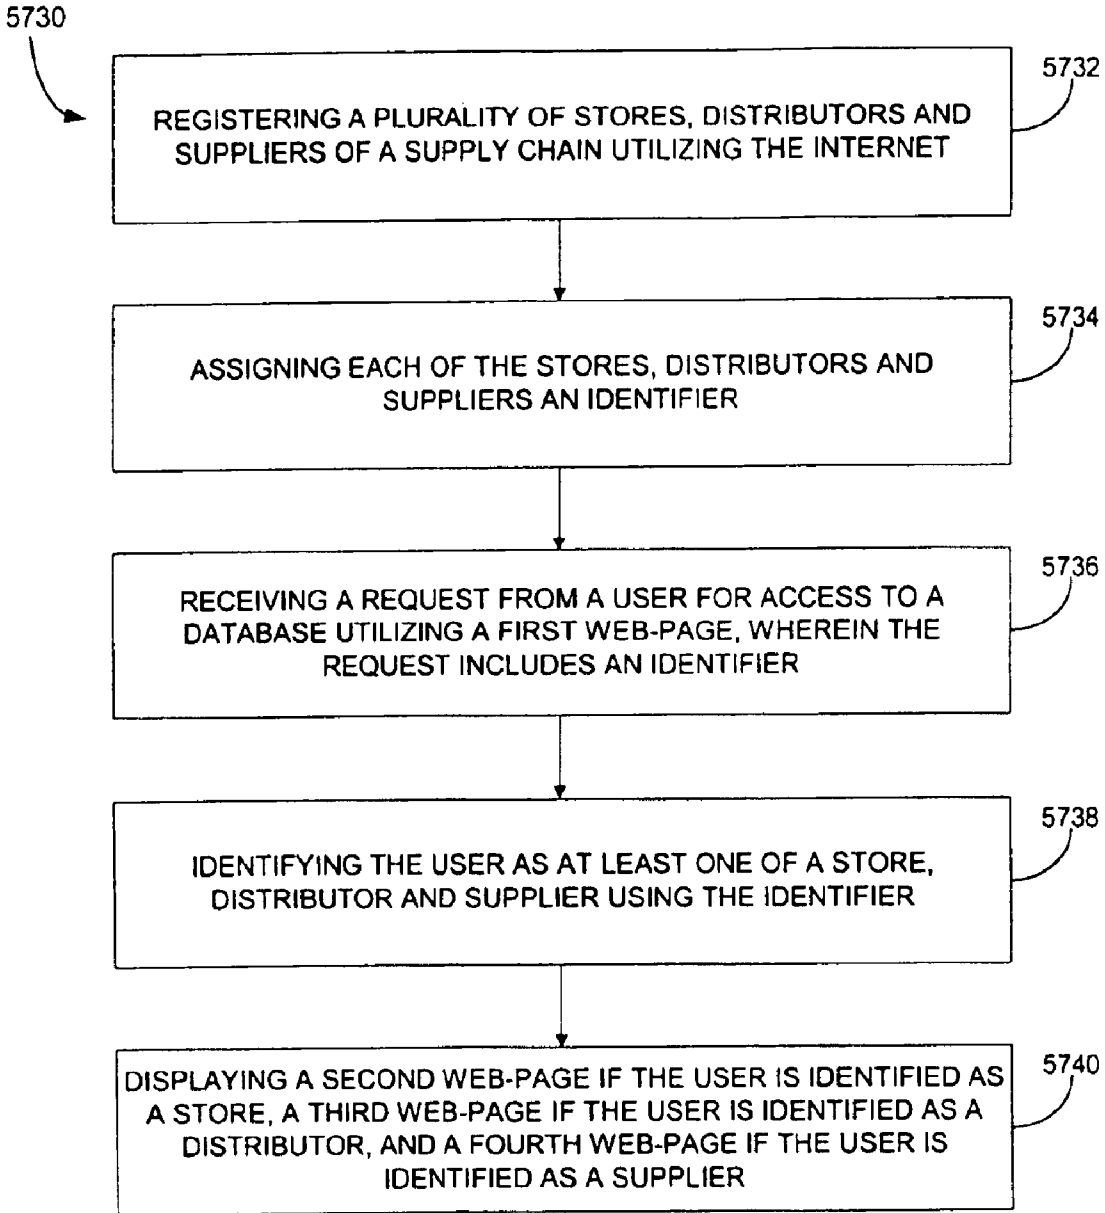 5730
5732
REGISTERING A PLURALITY OF STORES, DISTRIBUTORS AND
SUPPLIERS OF A SUPPLY CHAIN UTILIZING THE INTERNET
5734
ASSIGNING EACH OF THE STORES, DISTRIBUTORS AND
SUPPLIERS AN IDENTIFIER
5736
RECEIVING A REQUEST FROM A USER FOR ACCESS TO A
DATABASE UTILIZING A FIRST WEB-PAGE, WHEREIN THE
REQUEST INCLUDES AN IDENTIFIER
5738
IDENTIFYING THE USER AS AT LEAST ONE OF A STORE,
DISTRIBUTOR AND SUPPLIER USING THE IDENTIFIER
5740
DISPLAYING A SECOND WEB-PAGE IF THE USER IS IDENTIFIED AS
A STORE, A THIRD WEB-PAGE IF THE USER IS IDENTIFIED AS A
DISTRIBUTOR, AND A FOURTH WEB-PAGE IF THE USER IS
IDENTIFIED AS A SUPPLIER